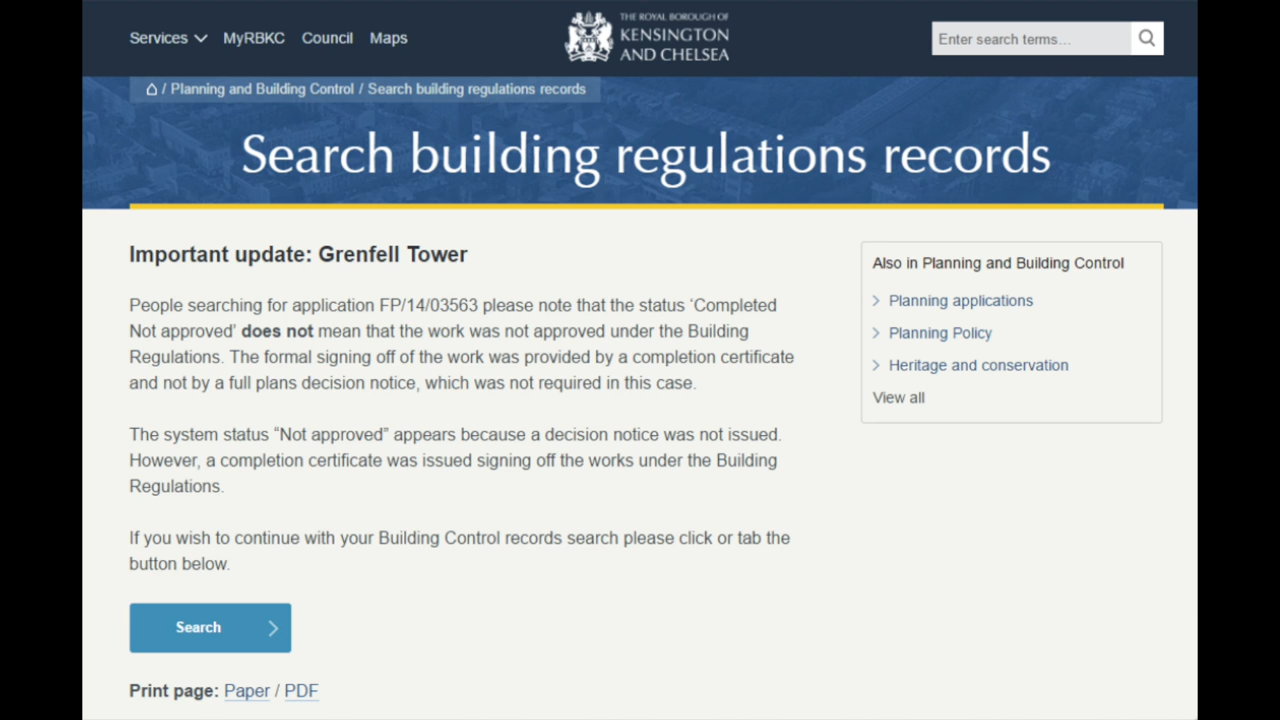 Services MyRBKC Council Maps
THE ROYAL BOROUGH OF
KENSINGTON
AND CHELSEA
Enter search terms...
/ Planning and Building Control / Search building regulations records
Search building regulations records
Important update: Grenfell Tower
People searching for application FP/14/03563 please note that the status ‘Completed
Not approved’ does not mean that the work was not approved under the Building
Regulations. The formal signing off of the work was provided by a completion certificate
and not by a full plans decision notice, which was not required in this case.
The system status “Not approved” appears because a decision notice was not issued.
However, a completion certificate was issued signing off the works under the Building
Regulations.
If you wish to continue with your Building Control records search please click or tab the
button below.
Search
Print page: Paper / PDF
Also in Planning and Building Control
Planning applications
Planning Policy
Heritage and conservation
View all